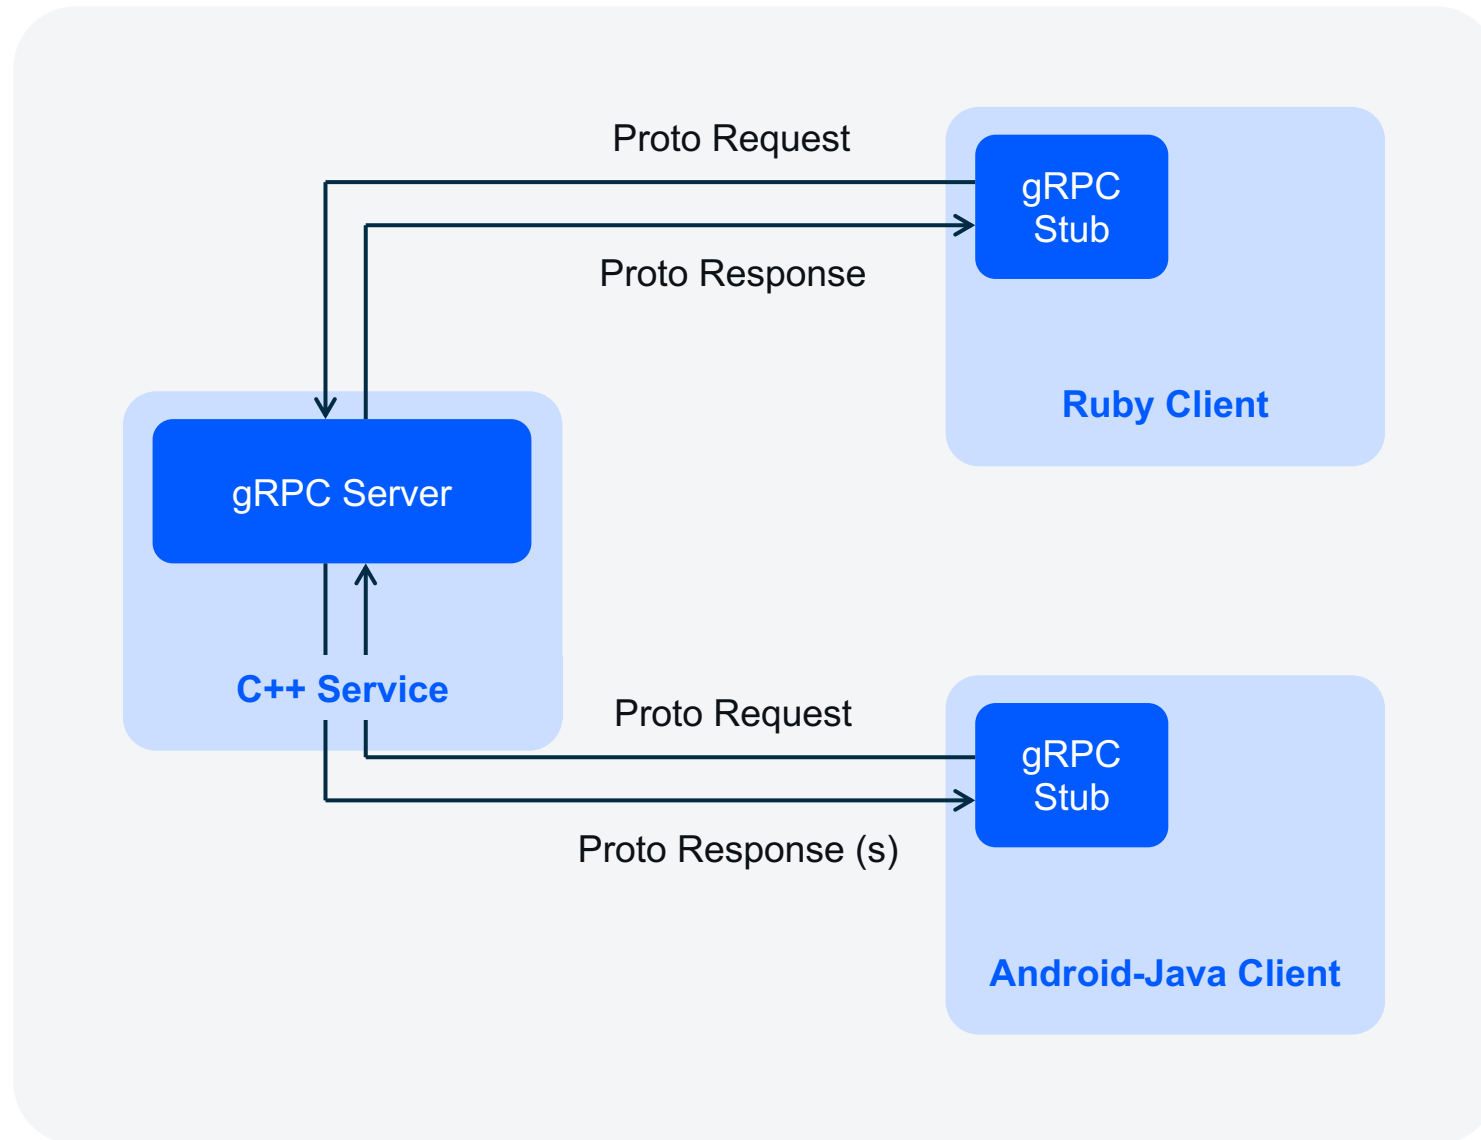 Proto Request
gRPC
Stub
Proto Response
Ruby Client
gRPC Server
C++ Service
Proto Request
gRPC
Stub
Proto Response (s)
Android-Java Client